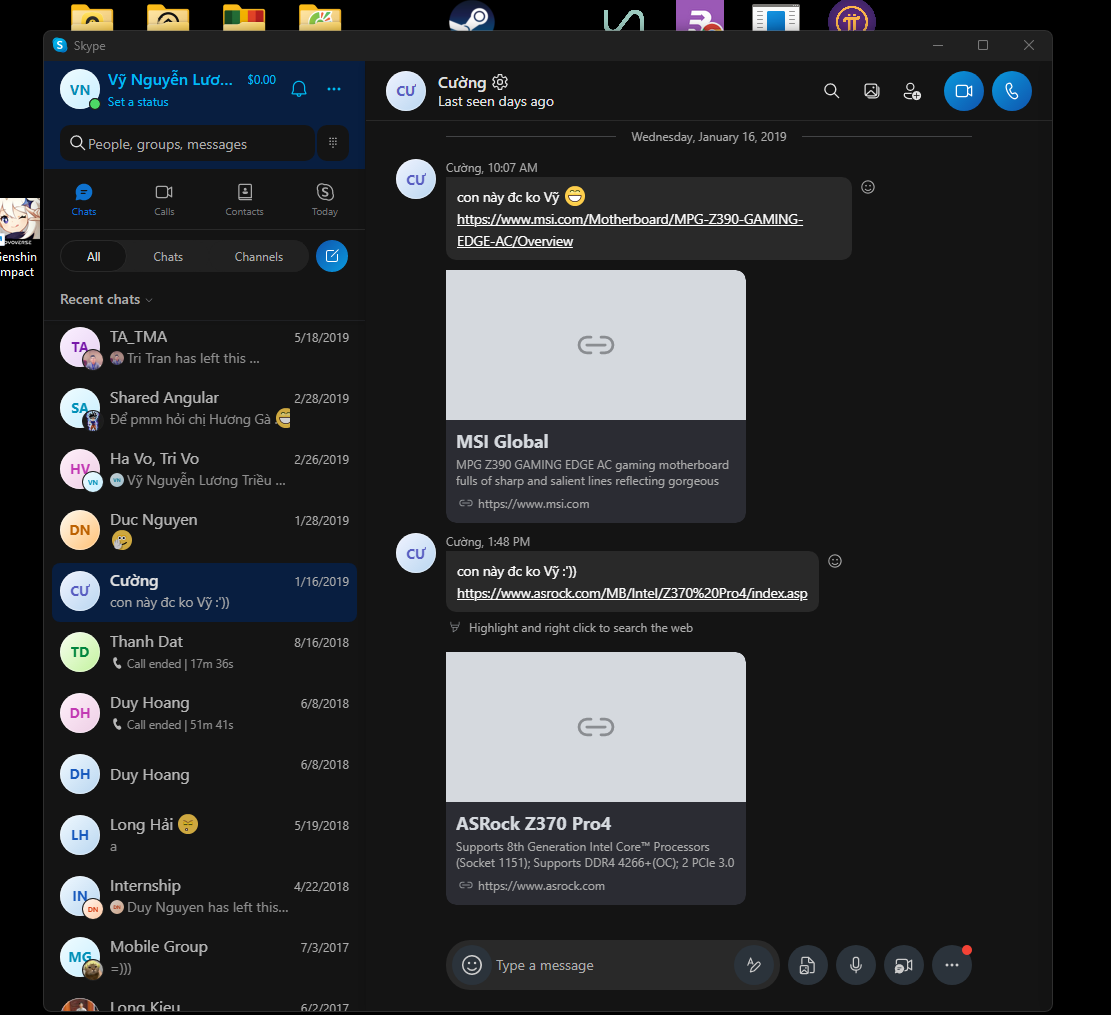 Skype
VN
Vỹ Nguyễn Lươ...
$0.00
Set a status
People, groups, messages
Chats
Calls
Contacts
Today
All
Chats
Channels
Recent chats
TA
TA_TMA
5/18/2019
Tri Tran has left this ...
SA
Shared Angular
2/28/2019
Để pmm hỏi chị Hương Gà
HV
VN
Ha Vo, Tri Vo
2/26/2019
VN
Vỹ Nguyễn Lương Triều ...
DN
Duc Nguyen
1/28/2019
CƯ
Cường
1/16/2019
con này đc ko Vỹ :'))
TD
Thanh Dat
8/16/2018
Call ended | 17m 36s
DH
Duy Hoang
6/8/2018
Call ended | 51m 41s
DH
Duy Hoang
6/8/2018
LH
Long Hải
5/19/2018
a
IN
DN
Internship
4/22/2018
DN
Duy Nguyen has left this...
MG
Mobile Group
7/3/2017
=)))
Long Kieu
6/2/2017
CƯ
Cường
Last seen days ago
Wednesday, January 16, 2019
CƯ
Cường, 10:07 AM
con này đc ko Vỹ
https://www.msi.com/Motherboard/MPG-Z390-GAMING-
EDGE-AC/Overview
MSI Global
MPG Z390 GAMING EDGE AC gaming motherboard
fulls of sharp and salient lines reflecting gorgeous
https://www.msi.com
CƯ
Cường, 1:48 PM
con này đc ko Vỹ :'))
https://www.asrock.com/MB/Intel/Z370%20Pro4/index.asp
Highlight and right click to search the web
ASRock Z370 Pro4
Supports 8th Generation Intel Core™ Processors
(Socket 1151); Supports DDR4 4266+(OC); 2 PCIe 3.0
https://www.asrock.com
Type a message
Genshin
mpact